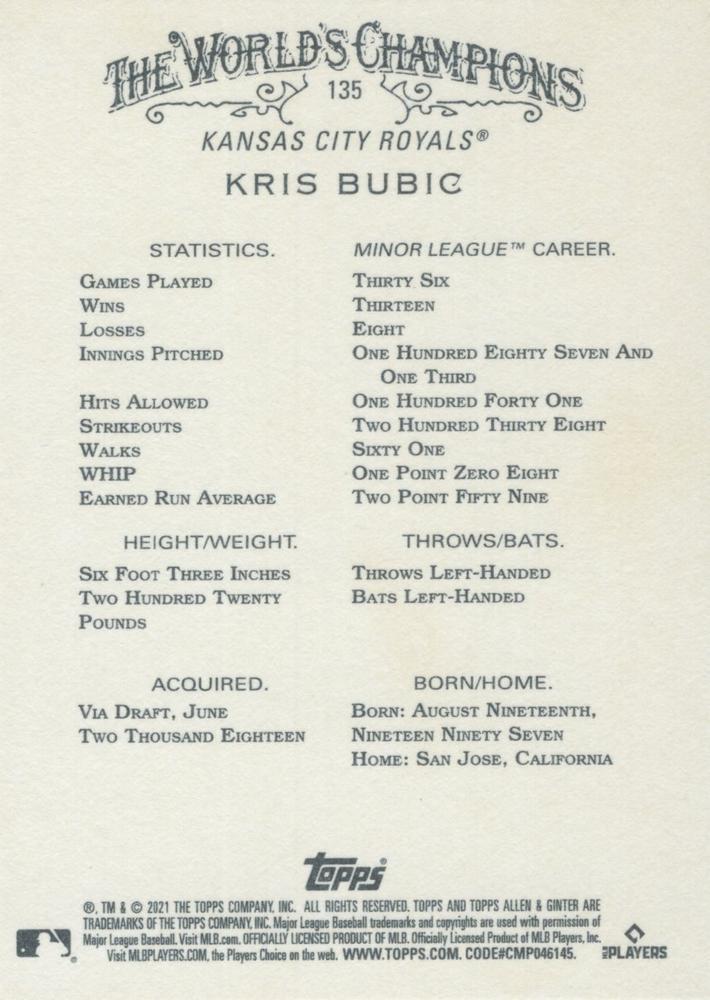 THE WORLD'S CHAMPIONS
135
KANSAS CITY ROYALS®
KRIS BUBIC
STATISTICS. MINOR LEAGUE™ CAREER.
GAMES PLAYED THIRTY SIX
WINS THIRTEEN
LOSSES EIGHT
INNINGS PITCHED ONE HUNDRED EIGHTY SEVEN AND
ONE THIRD
HITS ALLOWED ONE HUNDRED FORTY ONE
STRIKEOUTS TWO HUNDRED THIRTY EIGHT
WALKS SIXTY ONE
WHIP ONE POINT ZERO EIGHT
EARNED RUN AVERAGE TWO POINT FIFTY NINE
HEIGHT/WEIGHT.
SIX FOOT THREE INCHES
TWO HUNDRED TWENTY
POUNDS
THROWS/BATS.
THROWS LEFT-HANDED
BATS LEFT-HANDED
ACQUIRED.
VIA DRAFT, JUNE
TWO THOUSAND EIGHTEEN
BORN/HOME.
BORN: AUGUST NINETEENTH,
NINETEEN NINETY SEVEN
HOME: SAN JOSE, CALIFORNIA
Topps®
®, TM & © 2021 THE TOPPS COMPANY, INC. ALL RIGHTS RESERVED. TOPPS AND TOPPS ALLEN & GINTER ARE
TRADEMARKS OF THE TOPPS COMPANY, INC. Major League Baseball trademarks and copyrights are used with permission of
Major League Baseball. Visit MLB.com. OFFICIALLY LICENSED PRODUCT OF MLB. Officially Licensed Product of MLB Players, Inc.
Visit MLBPLAYERS.COM, the Players Choice on the web. WWW.TOPPS.COM. CODE#CMP046145.
MLB PLAYERS